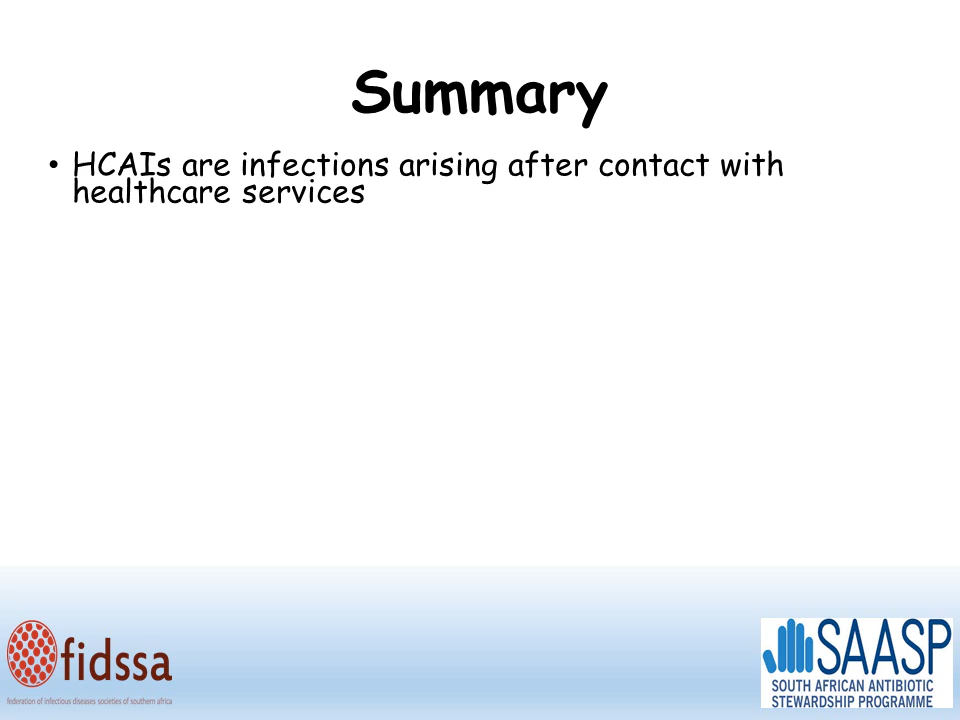 Summary
• HCAIs are infections arising after contact with
healthcare services
fidssa
federation of infectious diseases societies of southern africa
SAASP
SOUTH AFRICAN ANTIBIOTIC
STEWARDSHIP PROGRAMME